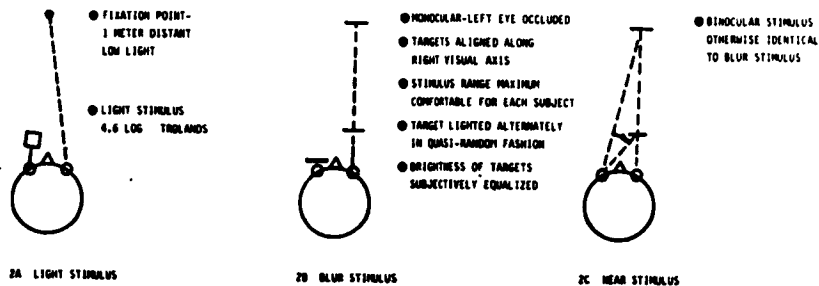 ● FIXATION POINT-
1 METER DISTANT
LOW LIGHT
● LIGHT STIMULUS
4.6 LOG TROLANDS
2A LIGHT STIMULUS
● MONOCULAR-LEFT EYE OCCLUDED
● TARGETS ALIGNED ALONG
RIGHT VISUAL AXIS
● STIMULUS RANGE MAXIMUM
COMFORTABLE FOR EACH SUBJECT
● TARGET LIGHTED ALTERNATELY
IN QUASI-RANDOM FASHION
● BRIGHTNESS OF TARGETS
SUBJECTIVELY EQUALIZED
2B BLUR STIMULUS
● BINOCULAR STIMULUS
OTHERWISE IDENTICAL
TO BLUR STIMULUS
2C NEAR STIMULUS